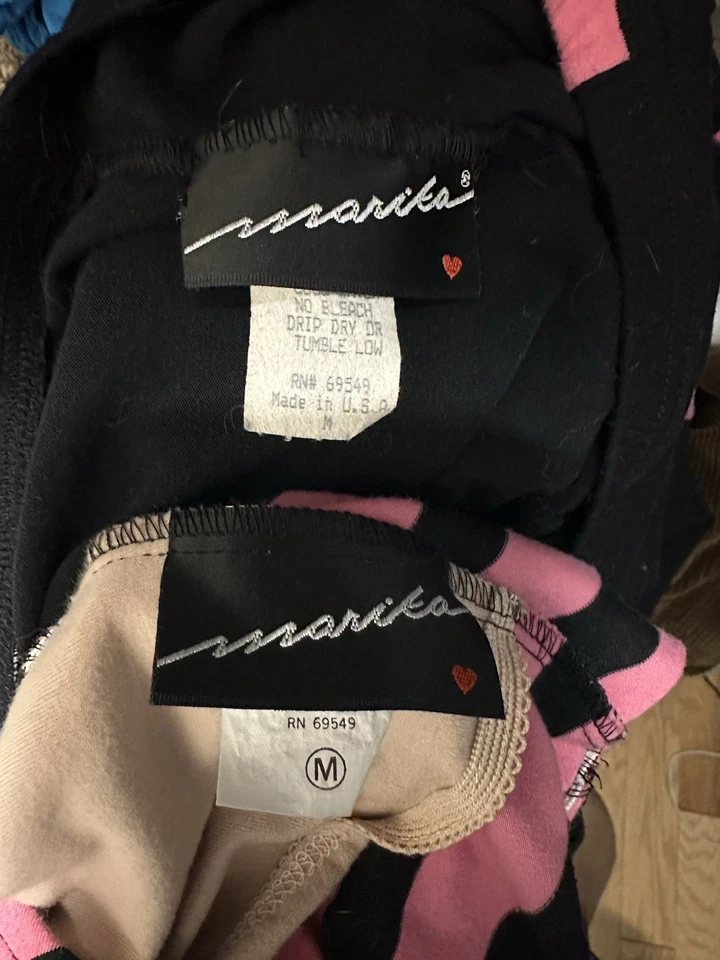 marika®
NO BLEACH
DRIP DRY OR
TUMBLE LOW
RN# 69549
Made in U.S.A
M
marika
RN 69549
M